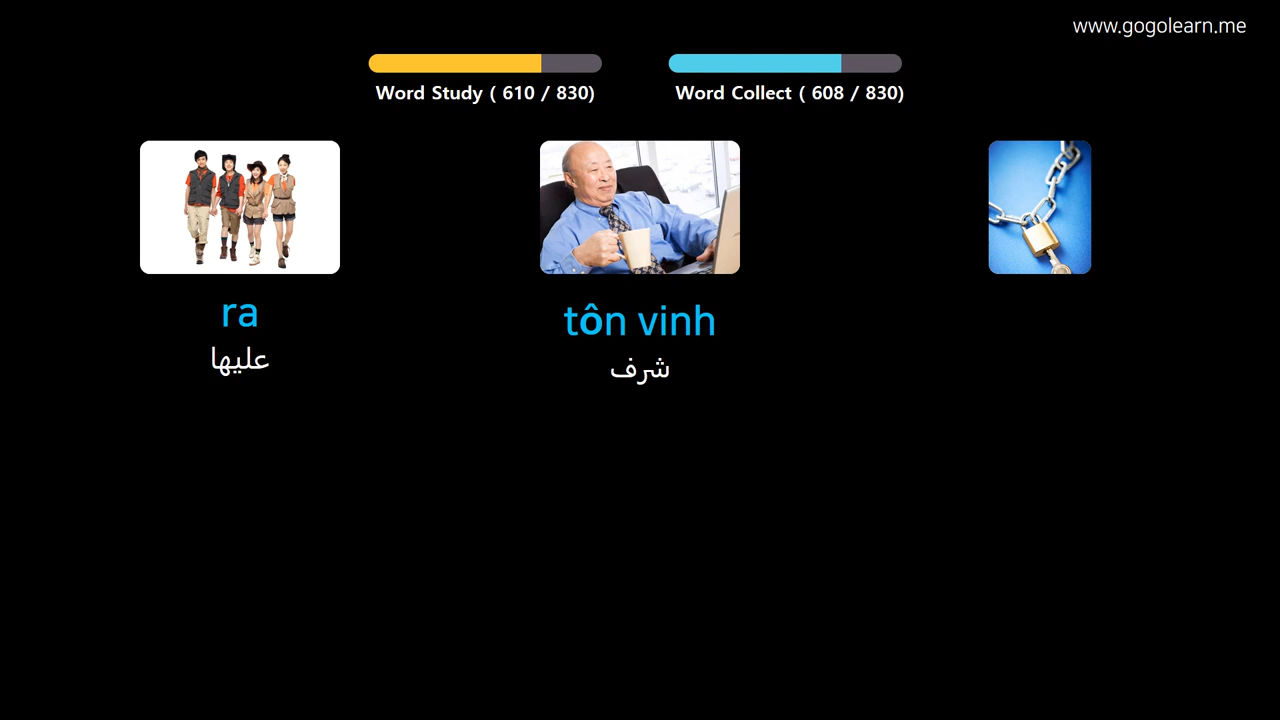 www.gogolearn.me
Word Study ( 610 / 830)
Word Collect ( 608 / 830)
ra
عليها
tôn vinh
شرف